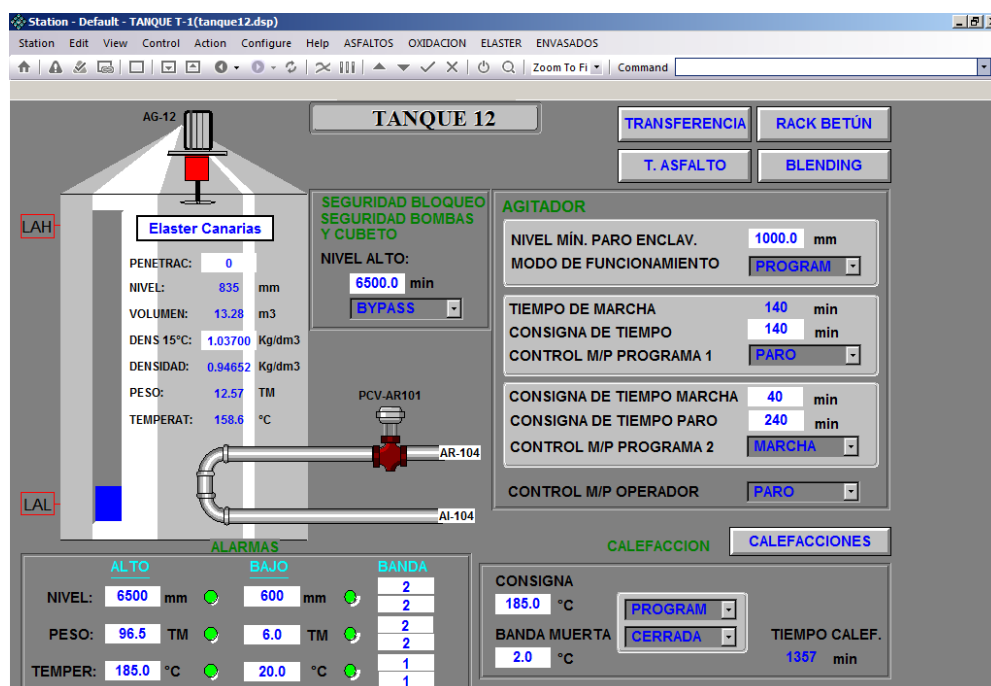 Station - Default - TANQUE T-1(tanque12.dsp)
Station Edit View Control Action Configure Help ASFALTOS OXIDACION ELASTER ENVASADOS
Zoom To Fi Command
AG-12
TANQUE 12
TRANSFERENCIA RACK BETÚN
T. ASFALTO BLENDING
LAH
Elaster Canarias
PENETRAC: 0
NIVEL: 835 mm
VOLUMEN: 13.28 m3
DENS 15ºC: 1.03700 Kg/dm3
DENSIDAD: 0.94652 Kg/dm3
PESO: 12.57 TM
TEMPERAT: 158.6 °C
LAL
SEGURIDAD BLOQUEO
SEGURIDAD BOMBAS
Y CUBETO
NIVEL ALTO:
6500.0 min
BYPASS
PCV-AR101
AR-104
AI-104
AGITADOR
NIVEL MÍN. PARO ENCLAV. 1000.0 mm
MODO DE FUNCIONAMIENTO PROGRAM
TIEMPO DE MARCHA 140 min
CONSIGNA DE TIEMPO 140 min
CONTROL M/P PROGRAMA 1 PARO
CONSIGNA DE TIEMPO MARCHA 40 min
CONSIGNA DE TIEMPO PARO 240 min
CONTROL M/P PROGRAMA 2 MARCHA
CONTROL M/P OPERADOR PARO
ALARMAS
ALTO BAJO BANDA
NIVEL: 6500 mm 600 mm 2
2
PESO: 96.5 TM 6.0 TM 2
2
TEMPER: 185.0 °C 20.0 °C 1
1
CALEFACCION CALEFACCIONES
CONSIGNA
185.0 °C PROGRAM
BANDA MUERTA CERRADA TIEMPO CALEF.
2.0 °C 1357 min